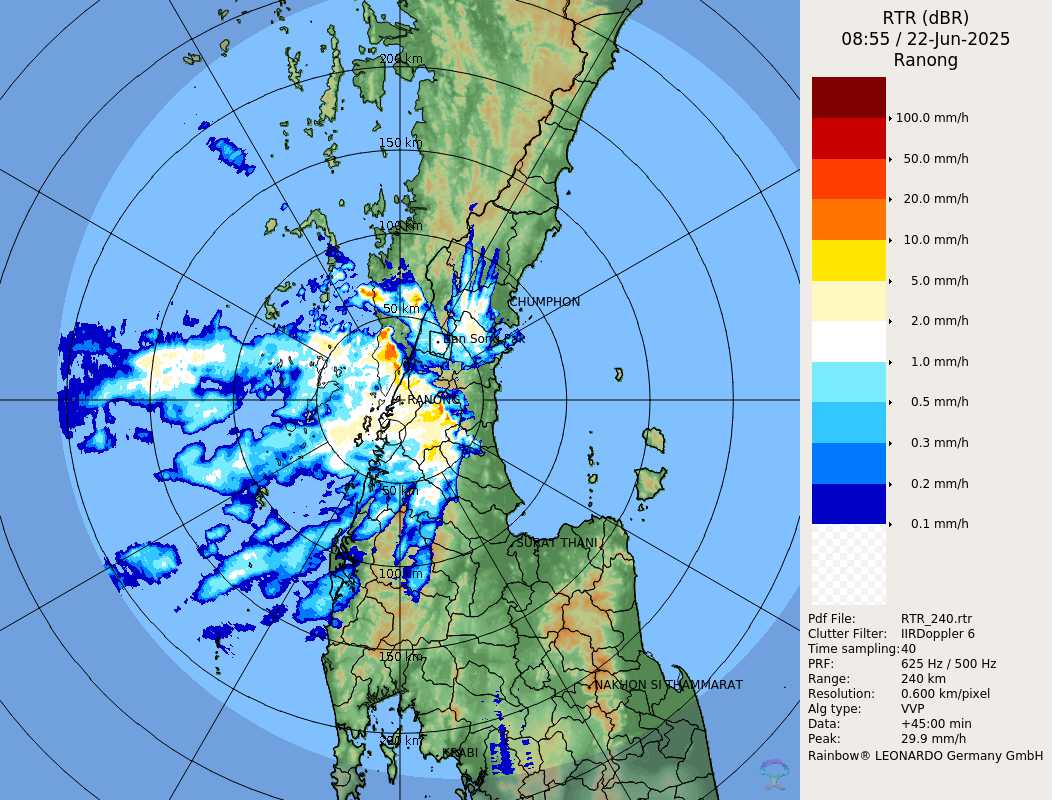 RTR (dBR)
08:55 / 22-Jun-2025
Ranong
100.0 mm/h
50.0 mm/h
20.0 mm/h
10.0 mm/h
5.0 mm/h
2.0 mm/h
1.0 mm/h
0.5 mm/h
0.3 mm/h
0.2 mm/h
0.1 mm/h
Pdf File: RTR_240.rtr
Clutter Filter: IIRDoppler 6
Time sampling:40
PRF: 625 Hz / 500 Hz
Range: 240 km
Resolution: 0.600 km/pixel
Alg type: VVP
Data: +45:00 min
Peak: 29.9 mm/h
Rainbow® LEONARDO Germany GmbH
200 km
150 km
100 km
50 km
CHUMPHON
RANONG
50 km
SURAT THANI
100 km
150 km
NAKHON SI THAMMARAT
200 km
KRABI